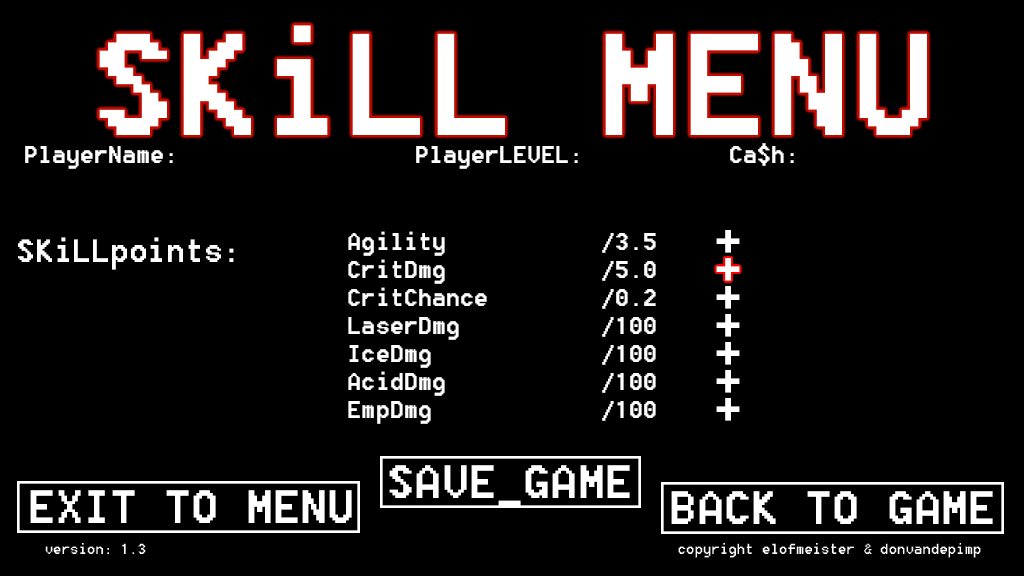 SKiLL MENU
PlayerName: PlayerLEVEL: Ca$h:
SKiLLpoints:
Agility /3.5 +
CritDmg /5.0 +
CritChance /0.2 +
LaserDmg /100 +
IceDmg /100 +
AcidDmg /100 +
EmpDmg /100 +
SAVE_GAME
EXIT TO MENU
BACK TO GAME
version: 1.3
copyright elofmeister & donvandepimp